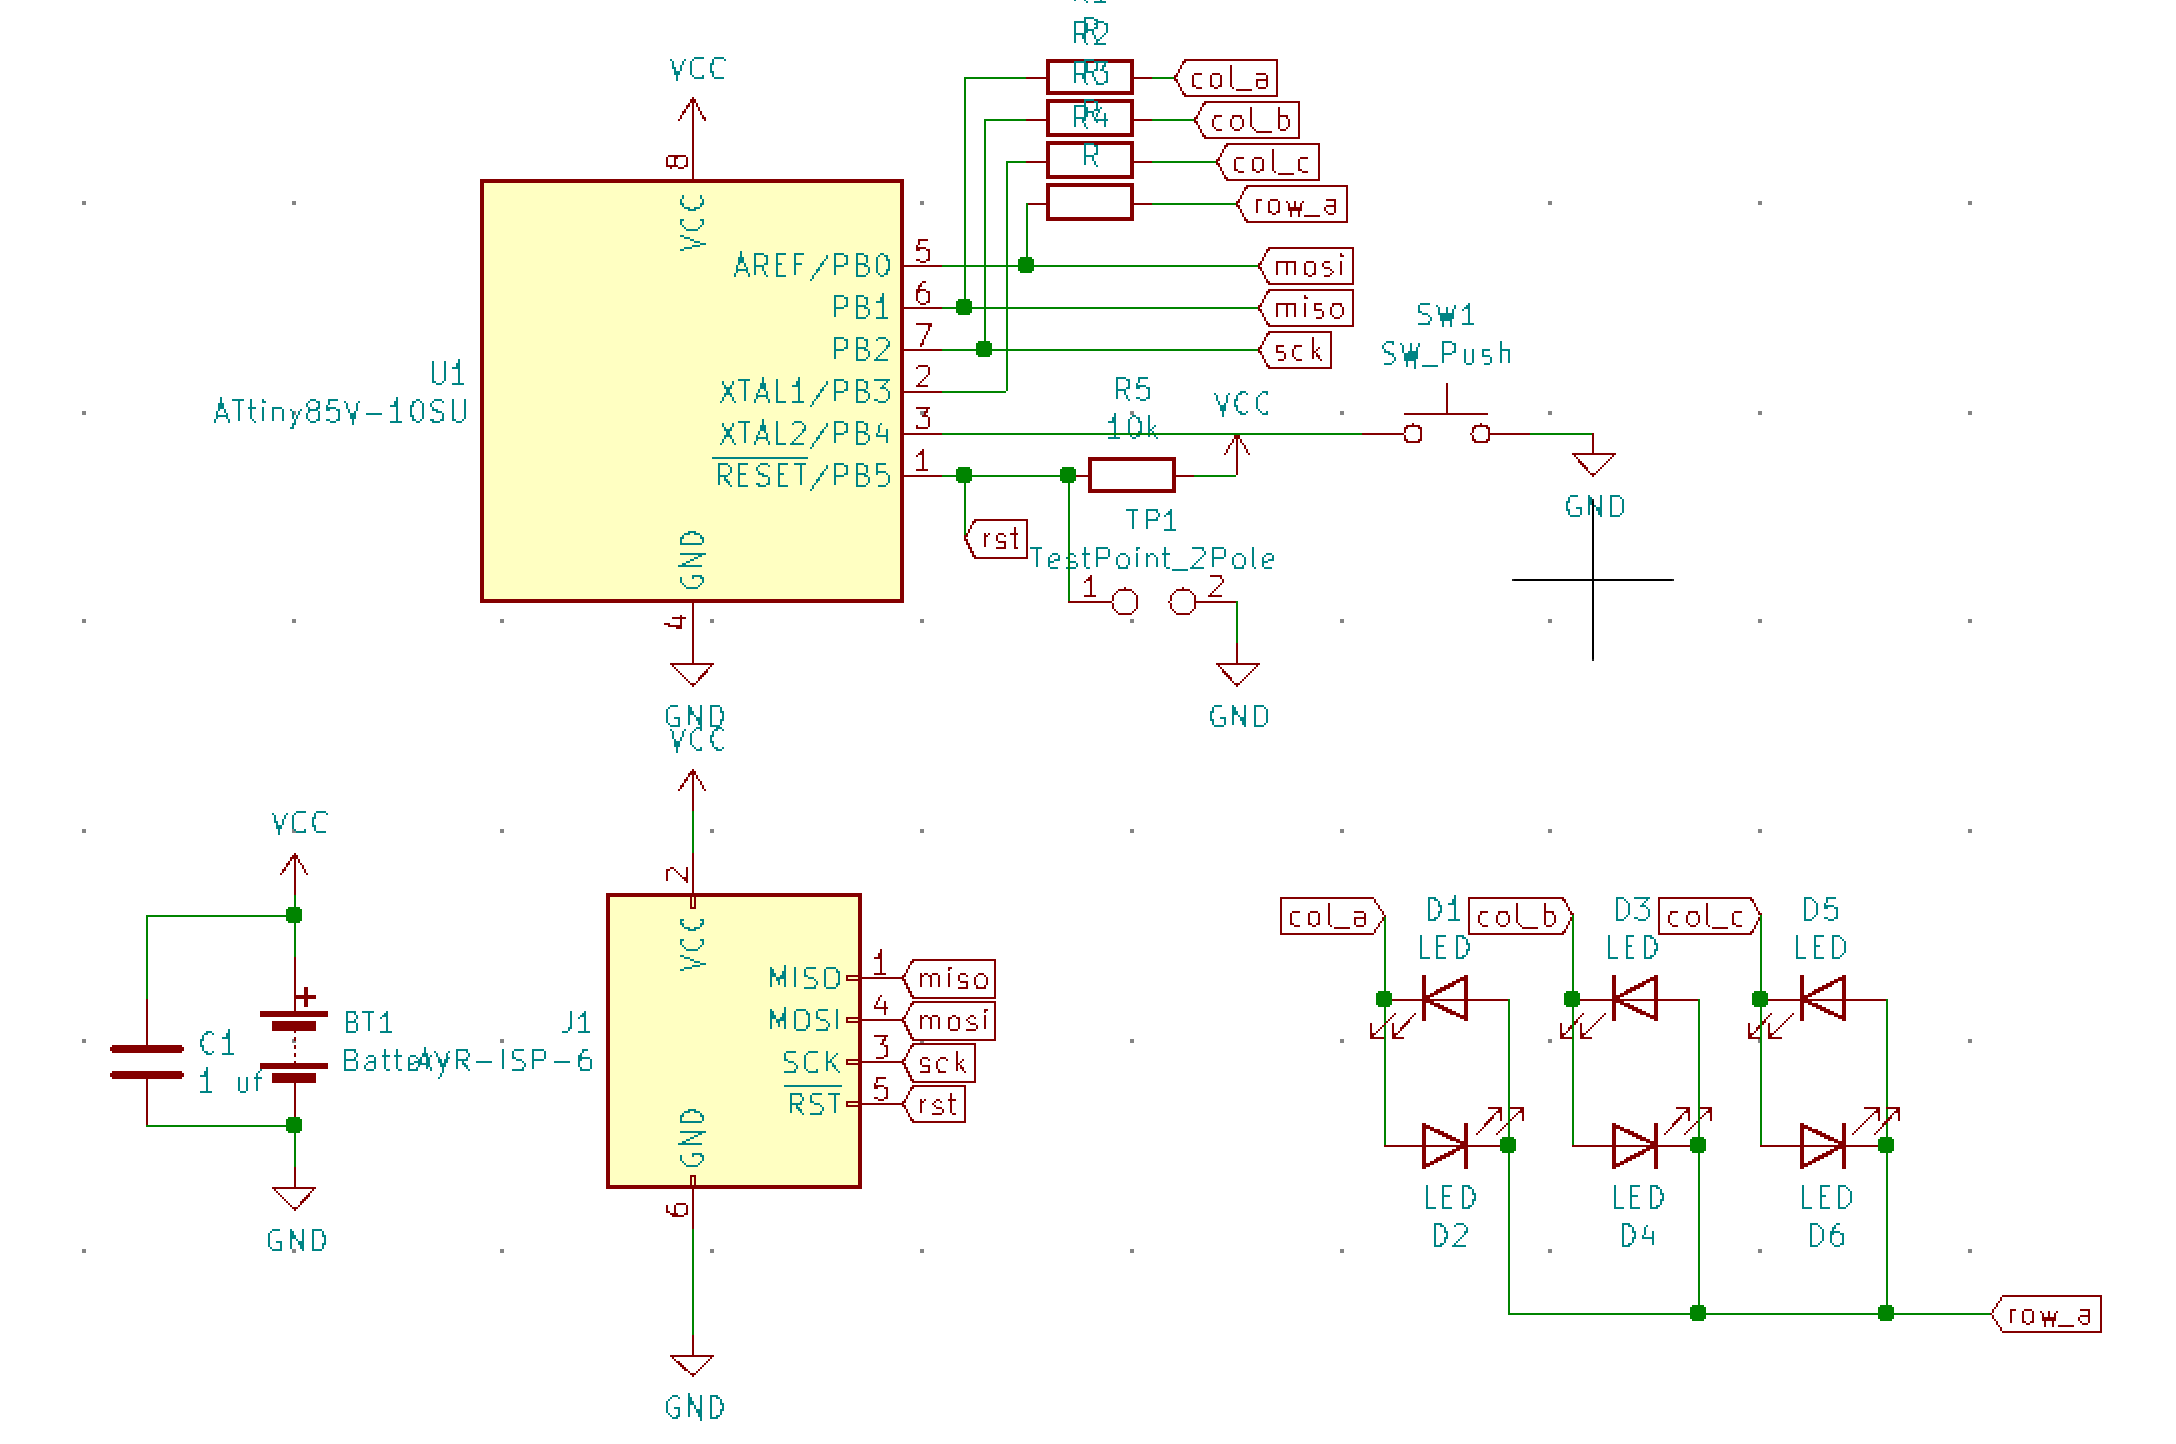 R2
VCC
R3
col_a
R4
col_b
R
col_c
row_a
8
VCC
AREF/PB0
5
mosi
PB1
6
miso
PB2
7
sck
XTAL1/PB3
2
XTAL2/PB4
3
RESET/PB5
1
U1
ATtiny85V-10SU
SW1
SW_Push
R5
10k
VCC
GND
rst
TP1
TestPoint_2Pole
1
2
GND
4
GND
GND
VCC
VCC
2
VCC
MISO
1
miso
MOSI
4
mosi
SCK
3
sck
RST
5
rst
GND
6
GND
J1
AVR-ISP-6
C1
1 uf
BT1
Battery
GND
col_a
D1
LED
col_b
D3
LED
col_c
D5
LED
LED
D2
LED
D4
LED
D6
row_a